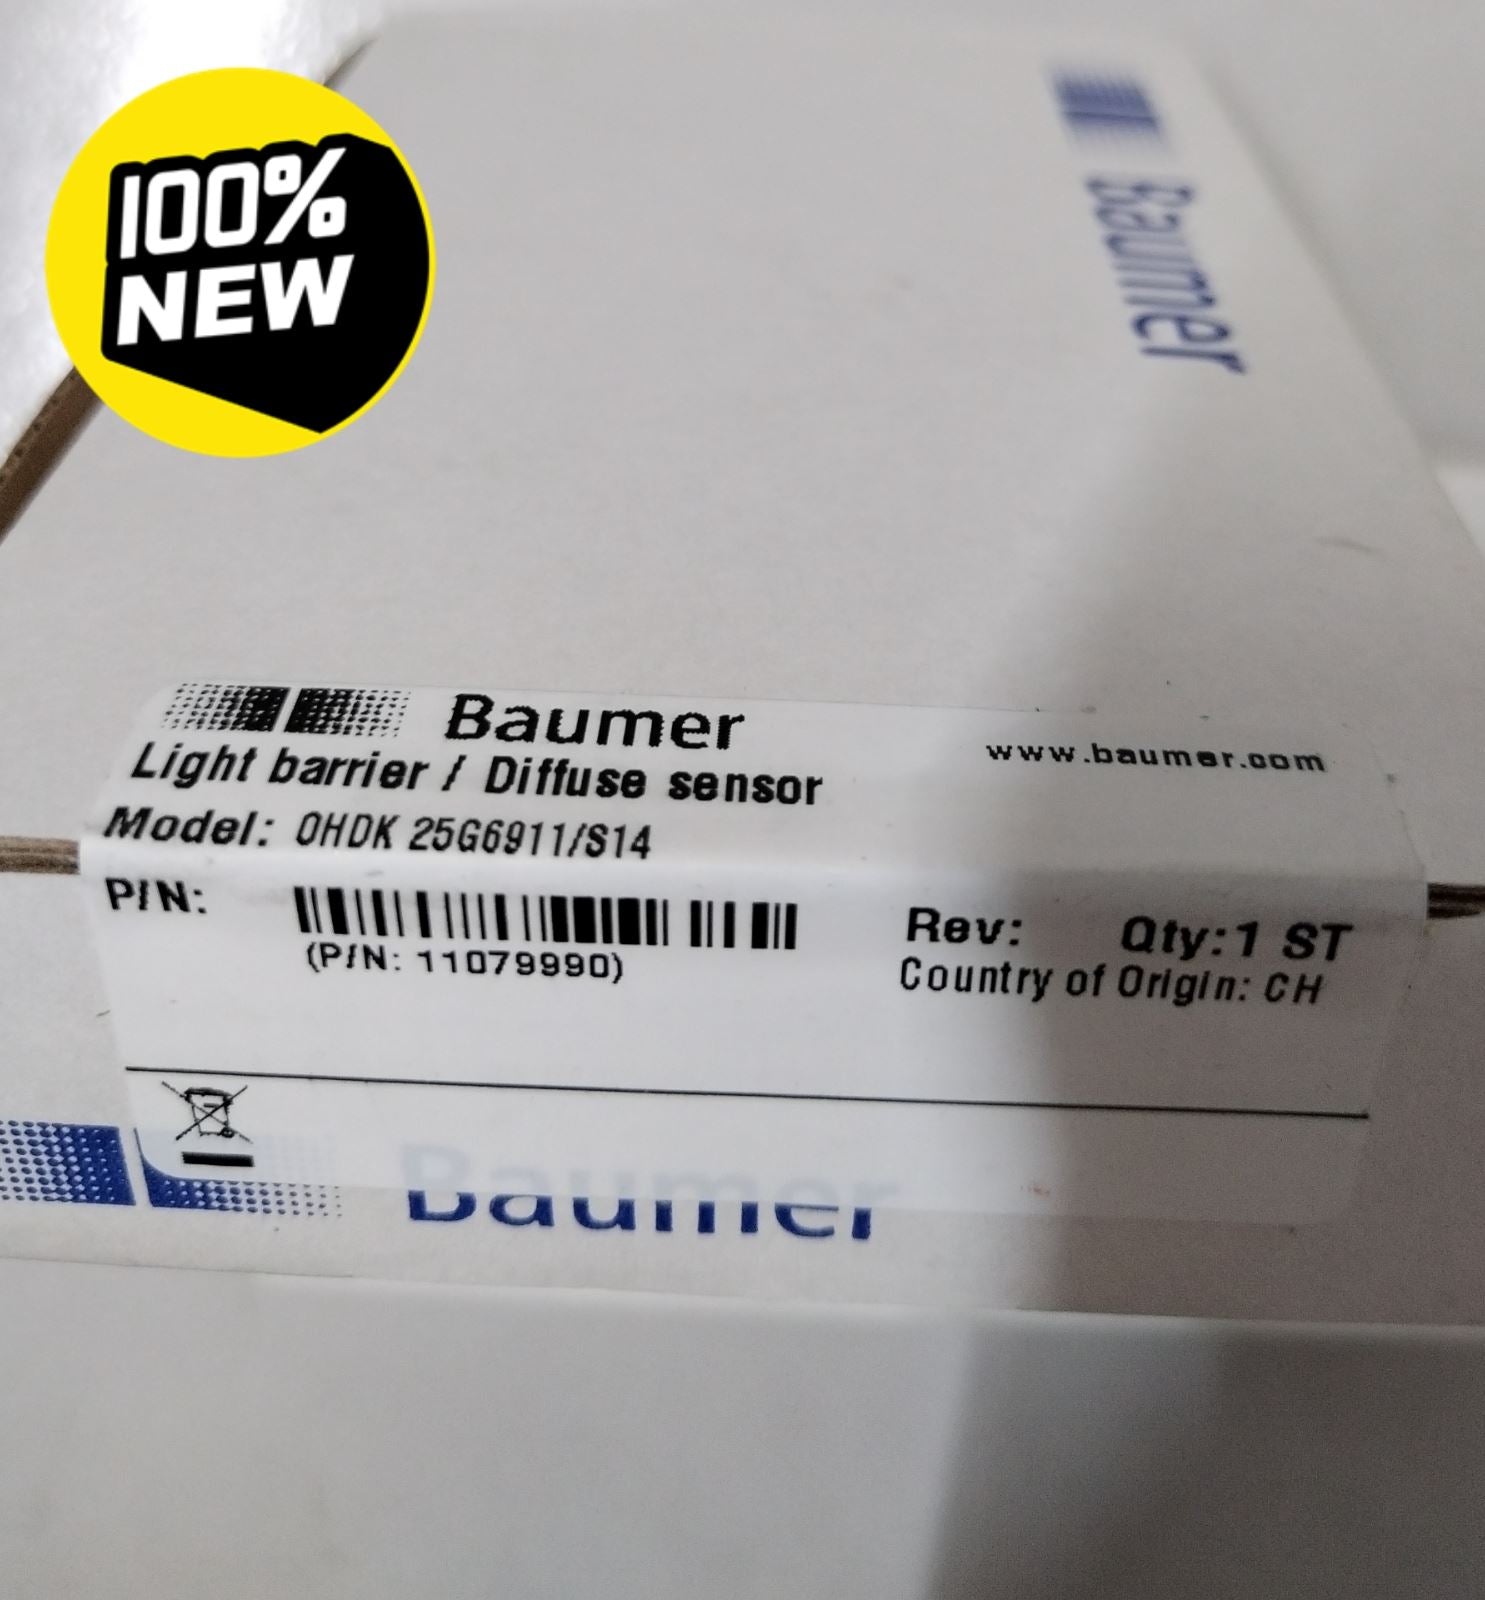 100%
NEW
Baumer
Baumer
www.baumer.com
Light barrier / Diffuse sensor
Model: OHDK 25G6911/S14
P/N:
(P/N: 11079990)
Rev:
Qty:1 ST
Country of Origin: CH
Baumer